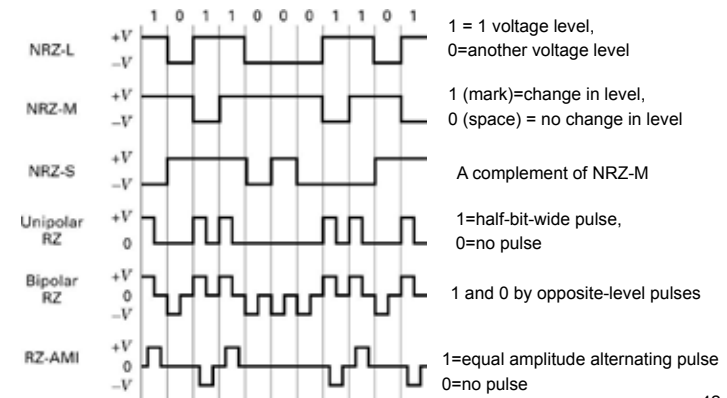 1 0 1 1 0 0 0 1 1 0 1
NRZ-L
+V
-V
1 = 1 voltage level,
0=another voltage level
NRZ-M
+V
-V
1 (mark)=change in level,
0 (space) = no change in level
NRZ-S
+V
-V
A complement of NRZ-M
Unipolar
RZ
+V
0
1=half-bit-wide pulse,
0=no pulse
Bipolar
RZ
+V
0
-V
1 and 0 by opposite-level pulses
RZ-AMI
+V
0
-V
1=equal amplitude alternating pulse
0=no pulse